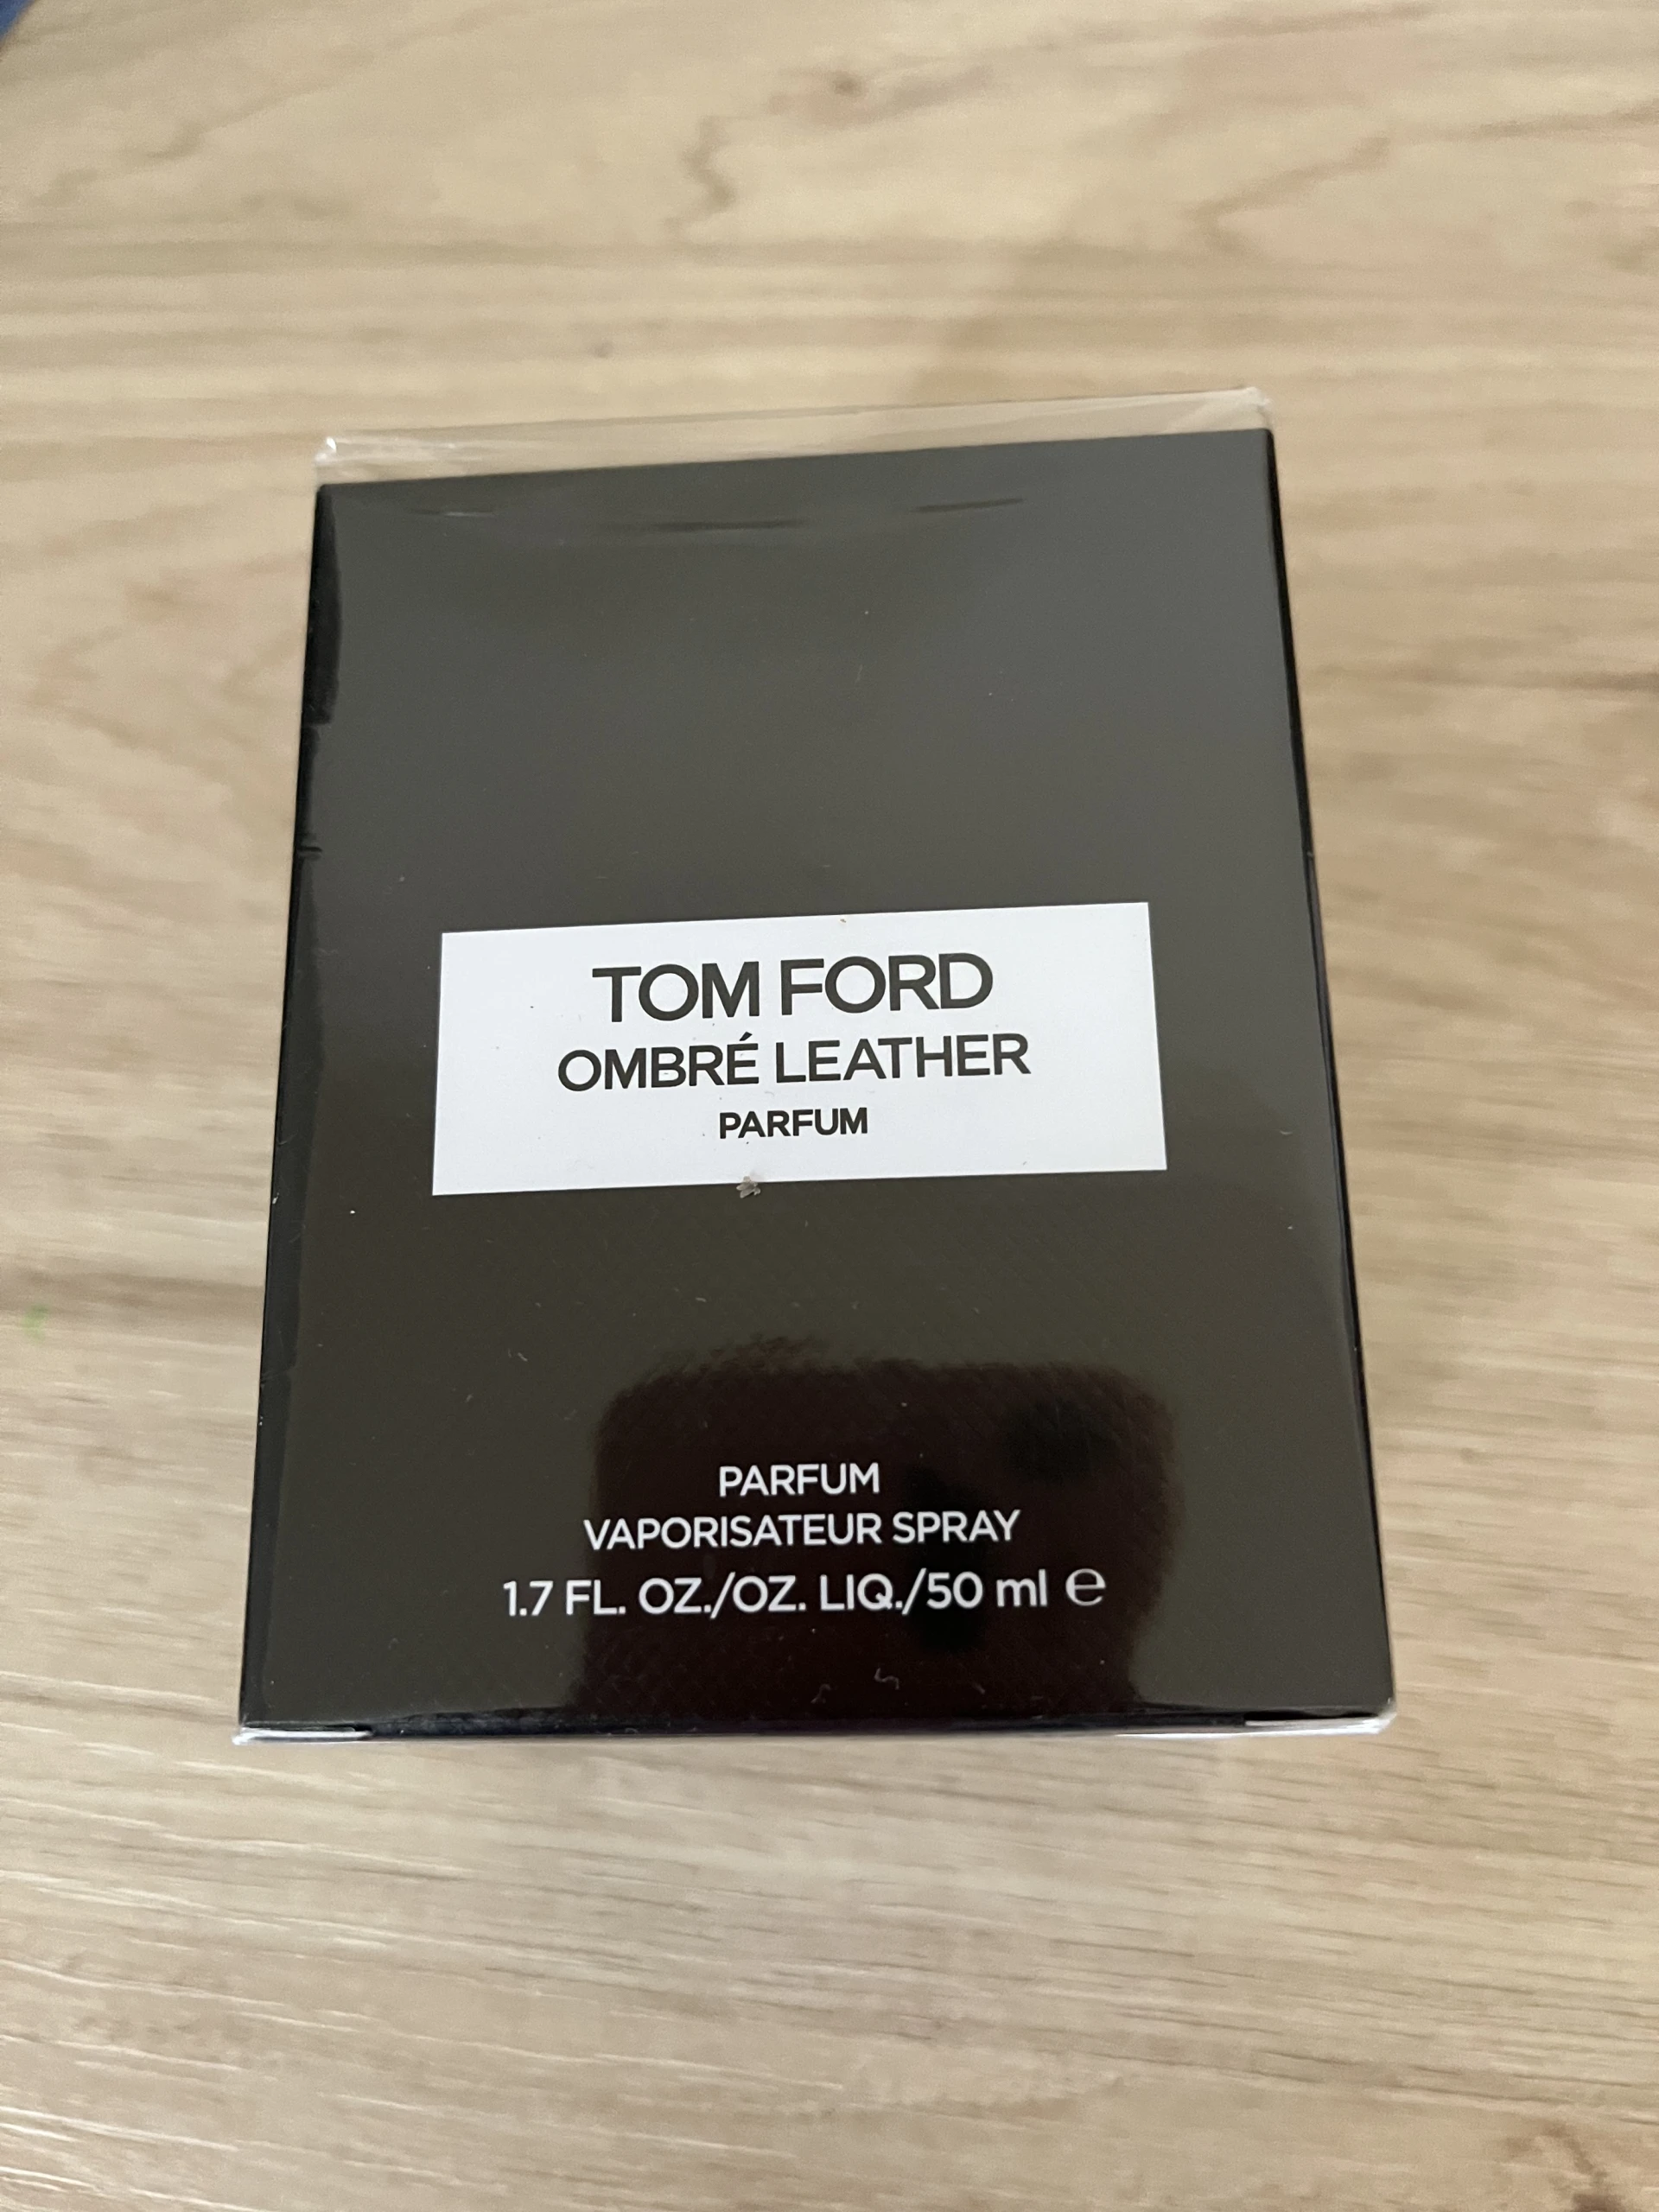 TOM FORD
OMBRÉ LEATHER
PARFUM
PARFUM
VAPORISATEUR SPRAY
1.7 FL. OZ./OZ. LIQ./50 ml ℮